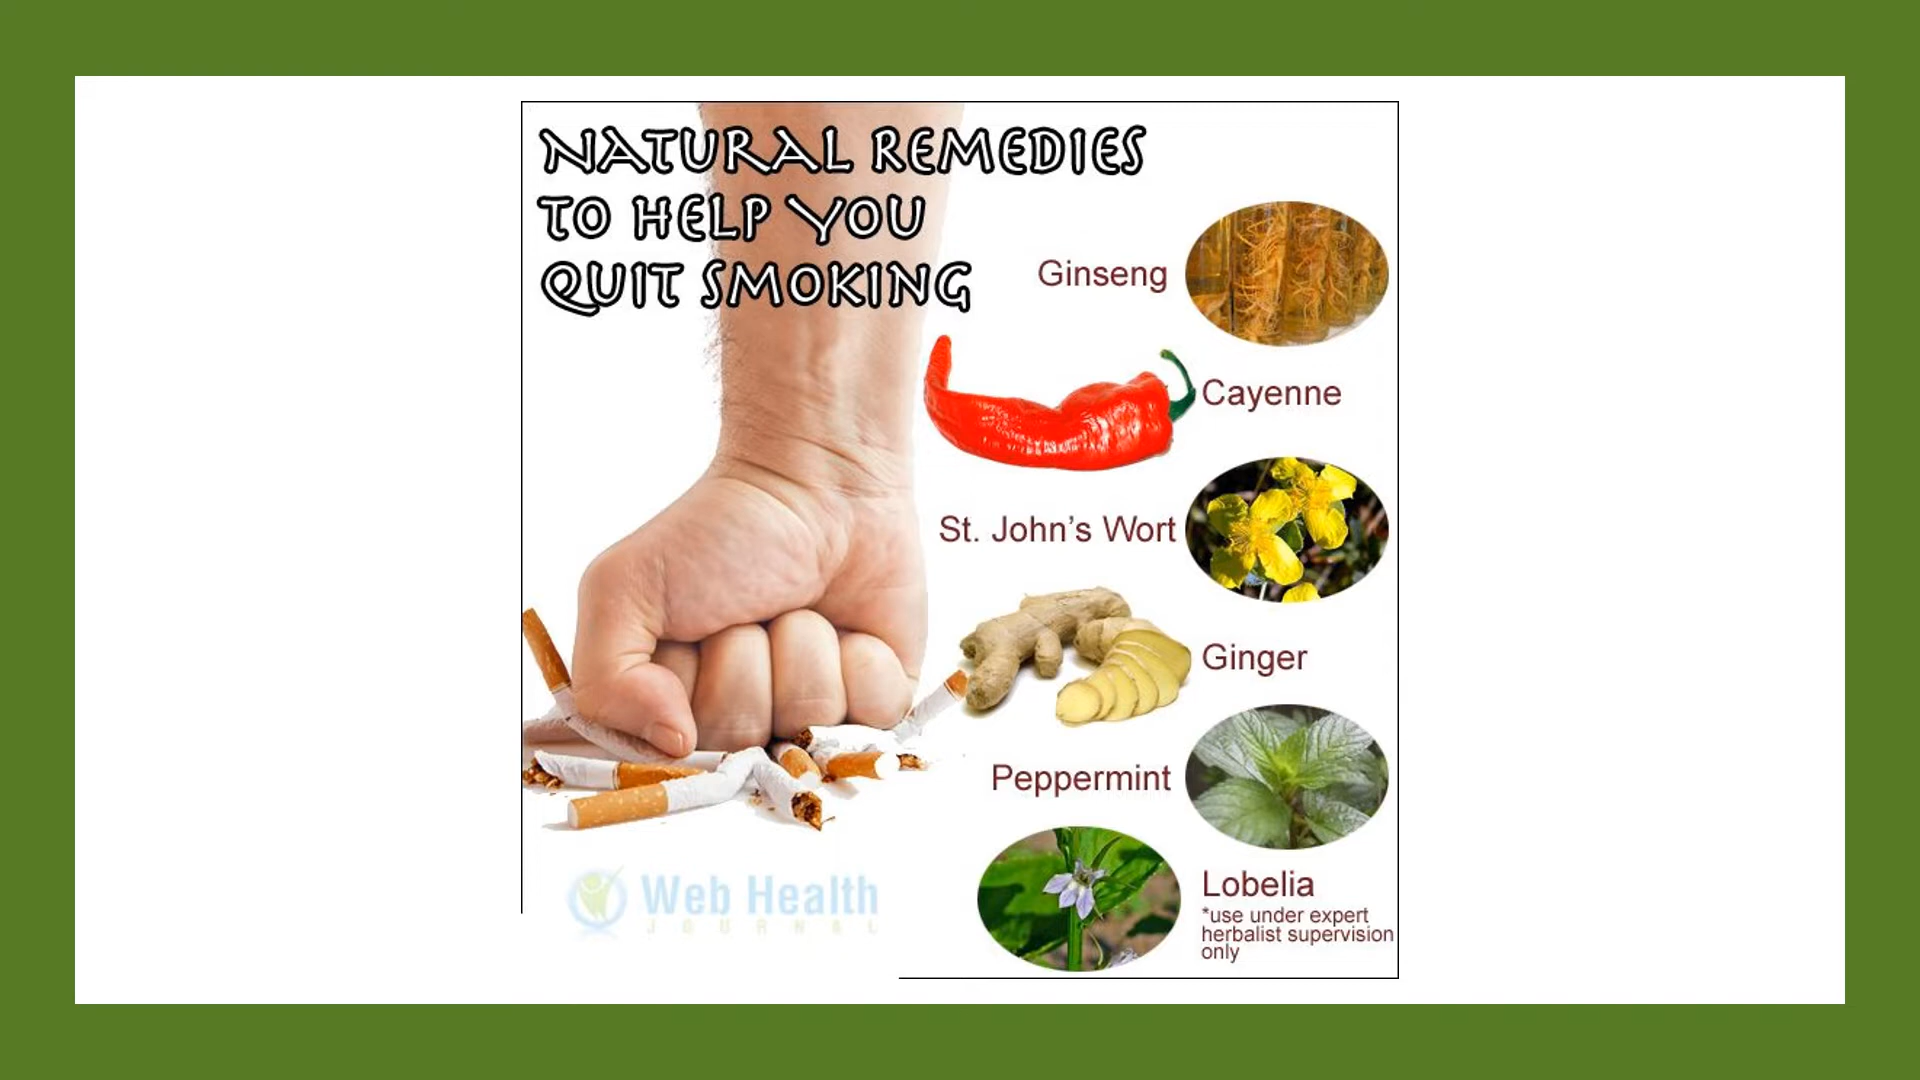 NATURAL REMEDIES
TO HELP YOU
QUIT SMOKING
Ginseng
Cayenne
St. John's Wort
Ginger
Peppermint
Lobelia
*use under expert
herbalist supervision
only
Web Health
JOURNAL